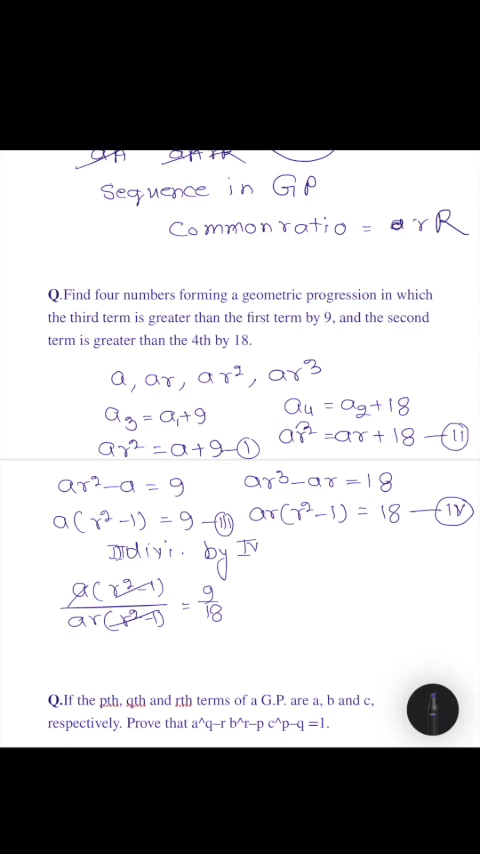 Sequence in GP
Common ratio = rR
Q.Find four numbers forming a geometric progression in which
the third term is greater than the first term by 9, and the second
term is greater than the 4th by 18.
a, ar, ar², ar³
a₃ = a₁+9
a₄ = a₂+18
ar² = a+9 –(I)
ar³ = ar+18 –(II)
ar²–a = 9
ar³–ar = 18
a(r²–1) = 9 –(III)
ar(r²–1) = 18 –(IV)
III divi. by IV
a(r²–1)
ar(r²–1)
=
9
18
Q.If the pth, qth and rth terms of a G.P. are a, b and c,
respectively. Prove that a^q–r b^r–p c^p–q =1.